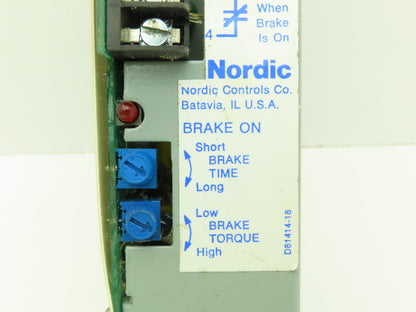 When
Brake
4 Is On
Nordic
Nordic Controls Co.
Batavia, IL U.S.A.
BRAKE ON
Short
BRAKE
TIME
Long
Low
BRAKE
TORQUE
High
D81414-18